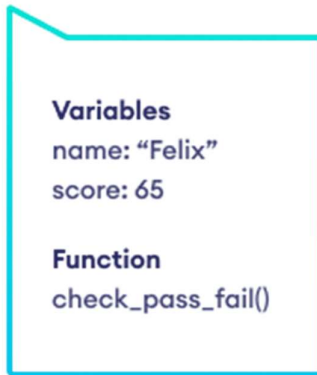 Variables
name: “Felix”
score: 65
Function
check_pass_fail()